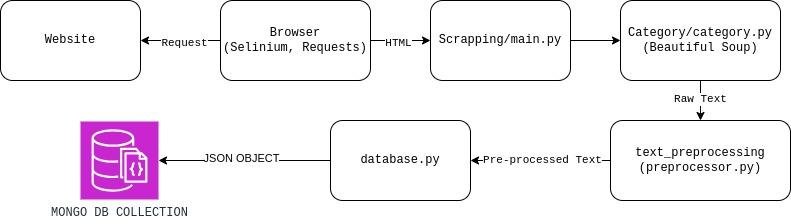 Website
Request
Browser
(Selinium, Requests)
HTML
Scrapping/main.py
Category/category.py
(Beautiful Soup)
Raw Text
text_preprocessing
(preprocessor.py)
Pre-processed Text
database.py
JSON OBJECT
MONGO DB COLLECTION